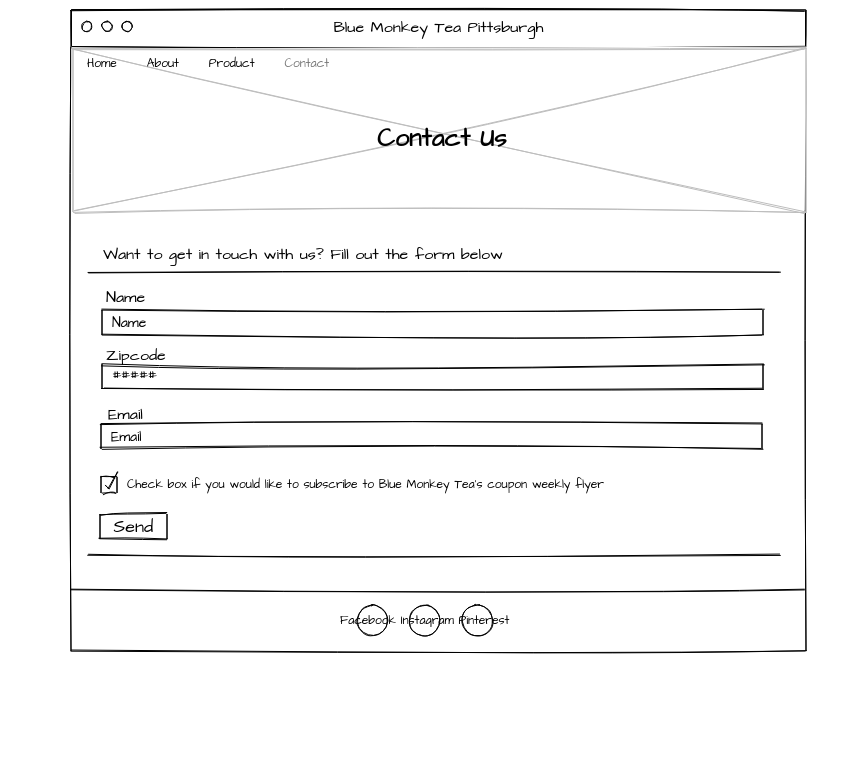 Blue Monkey Tea Pittsburgh
Home About Product Contact
Contact Us
Want to get in touch with us? Fill out the form below
Name
Name
Zipcode
#####
Email
Email
Check box if you would like to subscribe to Blue Monkey Tea's coupon weekly flyer
Send
Facebook Instagram Pinterest